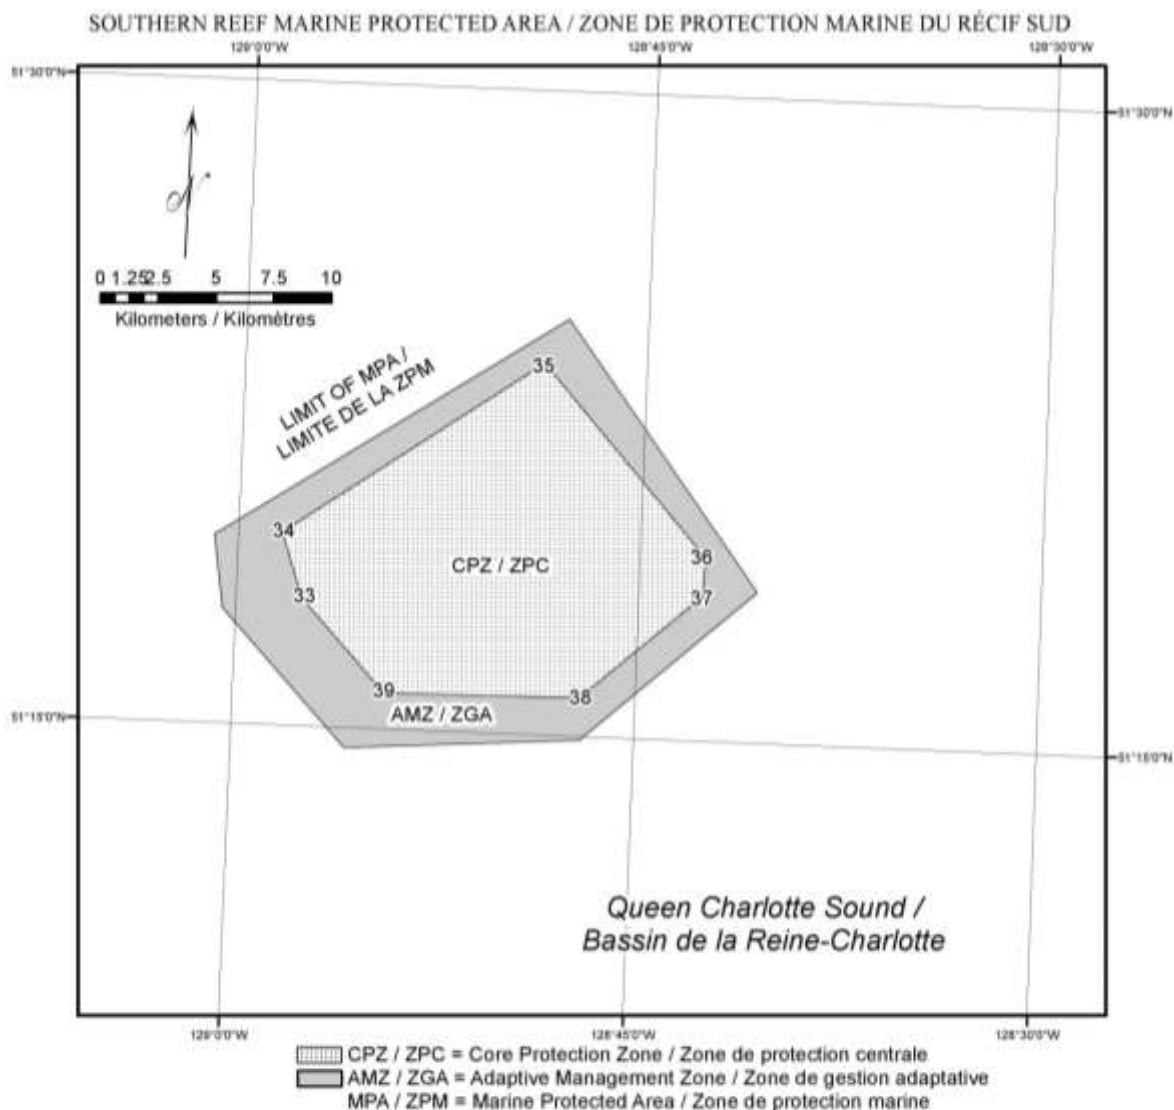 SOUTHERN REEF MARINE PROTECTED AREA / ZONE DE PROTECTION MARINE DU RÉCIF SUD
129°0'0"W 128°45'0"W 128°30'0"W
51°30'0"N
51°30'0"N
0 1.25 2.5 5 7.5 10
Kilometers / Kilomètres
LIMIT OF MPA /
LIMITE DE LA ZPM
35
34
36
CPZ / ZPC
33
37
39
38
AMZ / ZGA
51°15'0"N
51°15'0"N
Queen Charlotte Sound /
Bassin de la Reine-Charlotte
129°0'0"W 128°45'0"W 128°30'0"W
CPZ / ZPC = Core Protection Zone / Zone de protection centrale
AMZ / ZGA = Adaptive Management Zone / Zone de gestion adaptative
MPA / ZPM = Marine Protected Area / Zone de protection marine